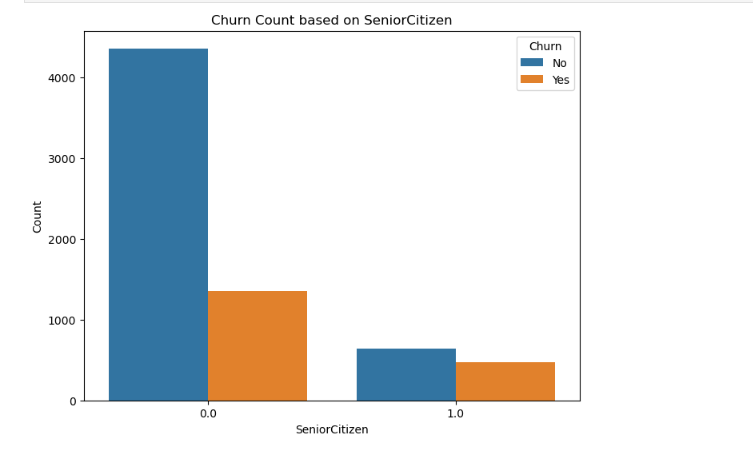 Churn Count based on SeniorCitizen
Churn
No
Yes
4000
3000
2000
1000
0
Count
0.0
1.0
SeniorCitizen